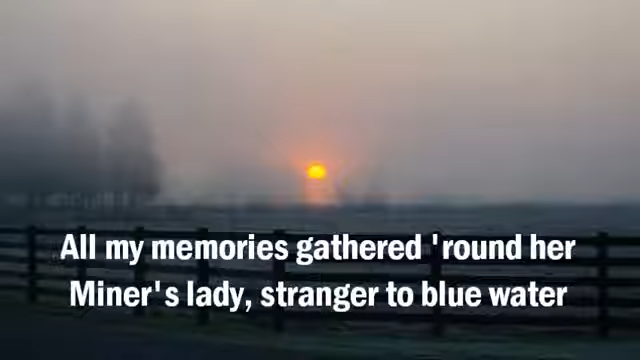 All my memories gathered 'round her
Miner's lady, stranger to blue water